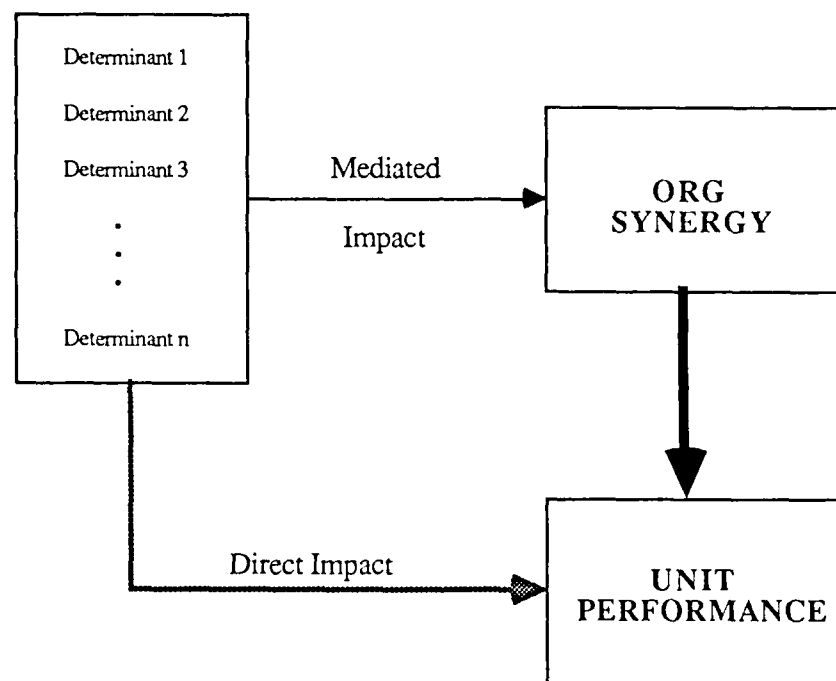 Determinant 1
Determinant 2
Determinant 3
.
.
.
Determinant n
Mediated
Impact
ORG
SYNERGY
Direct Impact
UNIT
PERFORMANCE